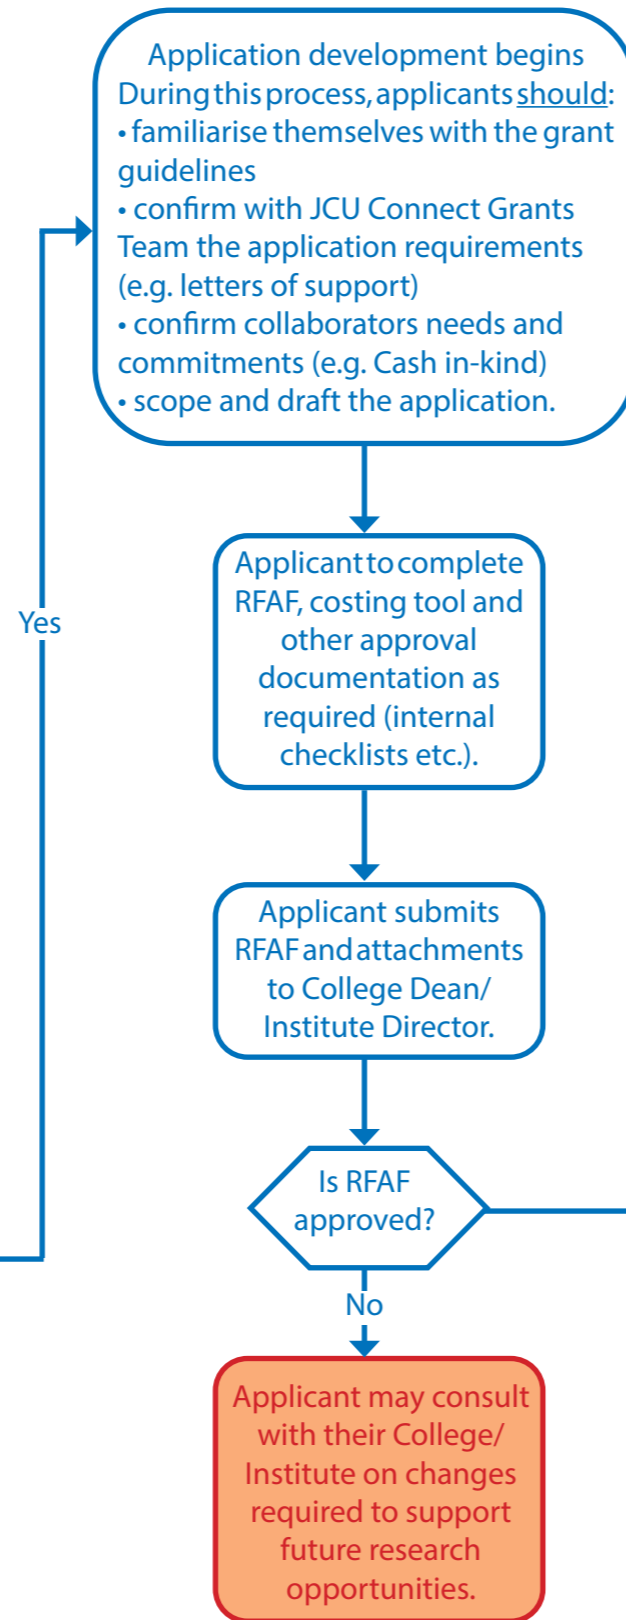 Application development begins
During this process, applicants should:
• familiarise themselves with the grant
guidelines
• confirm with JCU Connect Grants
Team the application requirements
(e.g. letters of support)
• confirm collaborators needs and
commitments (e.g. Cash in-kind)
• scope and draft the application.
Yes
Applicant to complete
RFAF, costing tool and
other approval
documentation as
required (internal
checklists etc.).
Applicant submits
RFAF and attachments
to College Dean/
Institute Director.
Is RFAF
approved?
No
Applicant may consult
with their College/
Institute on changes
required to support
future research
opportunities.